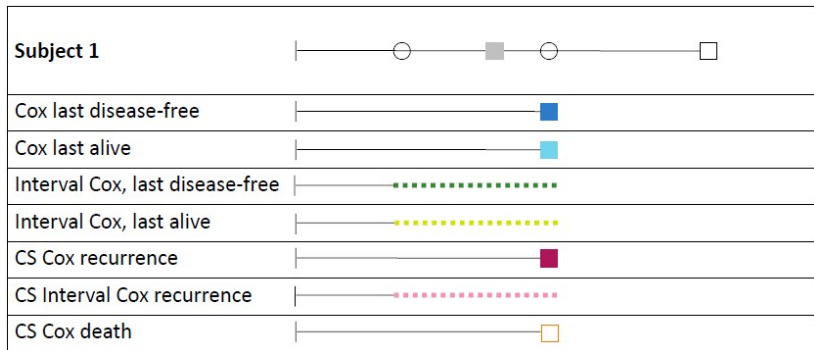 Subject 1
Cox last disease-free
Cox last alive
Interval Cox, last disease-free
Interval Cox, last alive
CS Cox recurrence
CS Interval Cox recurrence
CS Cox death